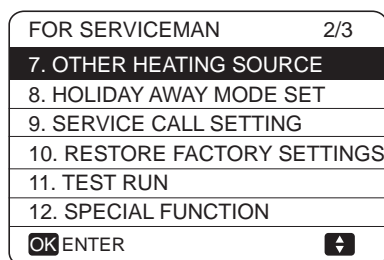 FOR SERVICEMAN 2/3
7. OTHER HEATING SOURCE
8. HOLIDAY AWAY MODE SET
9. SERVICE CALL SETTING
10. RESTORE FACTORY SETTINGS
11. TEST RUN
12. SPECIAL FUNCTION
OK ENTER